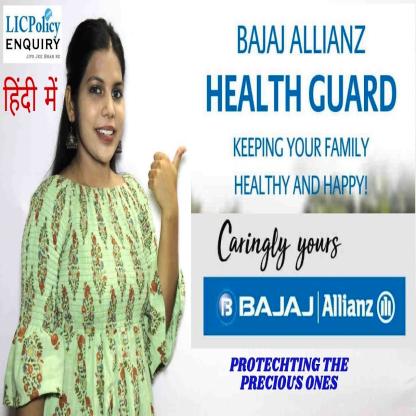 LICPolicy
ENQUIRY
हिंदी में
BAJAJ ALLIANZ
HEALTH GUARD
KEEPING YOUR FAMILY
HEALTHY AND HAPPY!
Caringly yours
B BAJAJ Allianz
PROTECHTING THE
PRECIOUS ONES